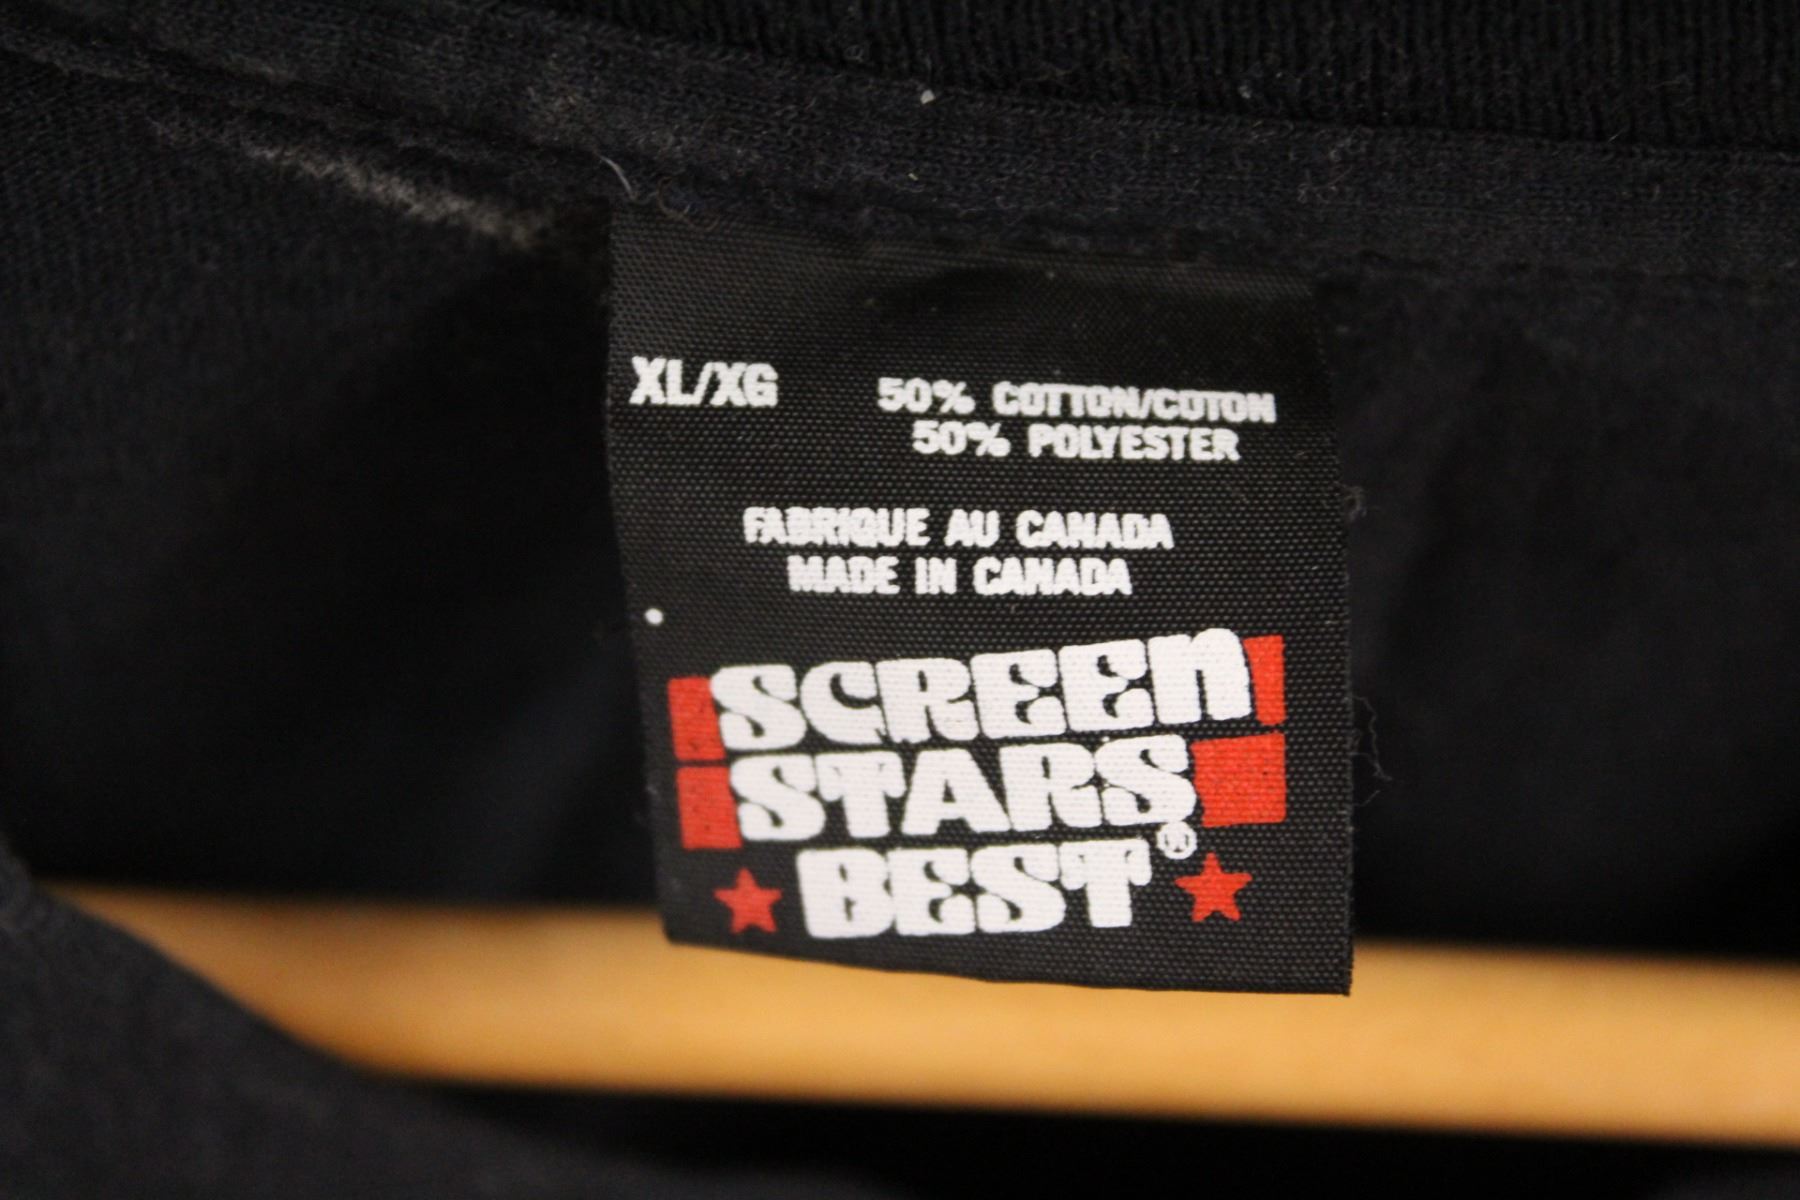 XL/XG
50% COTTON/COTON
50% POLYESTER
FABRIQUE AU CANADA
MADE IN CANADA
SCREEN
STARS
BEST®